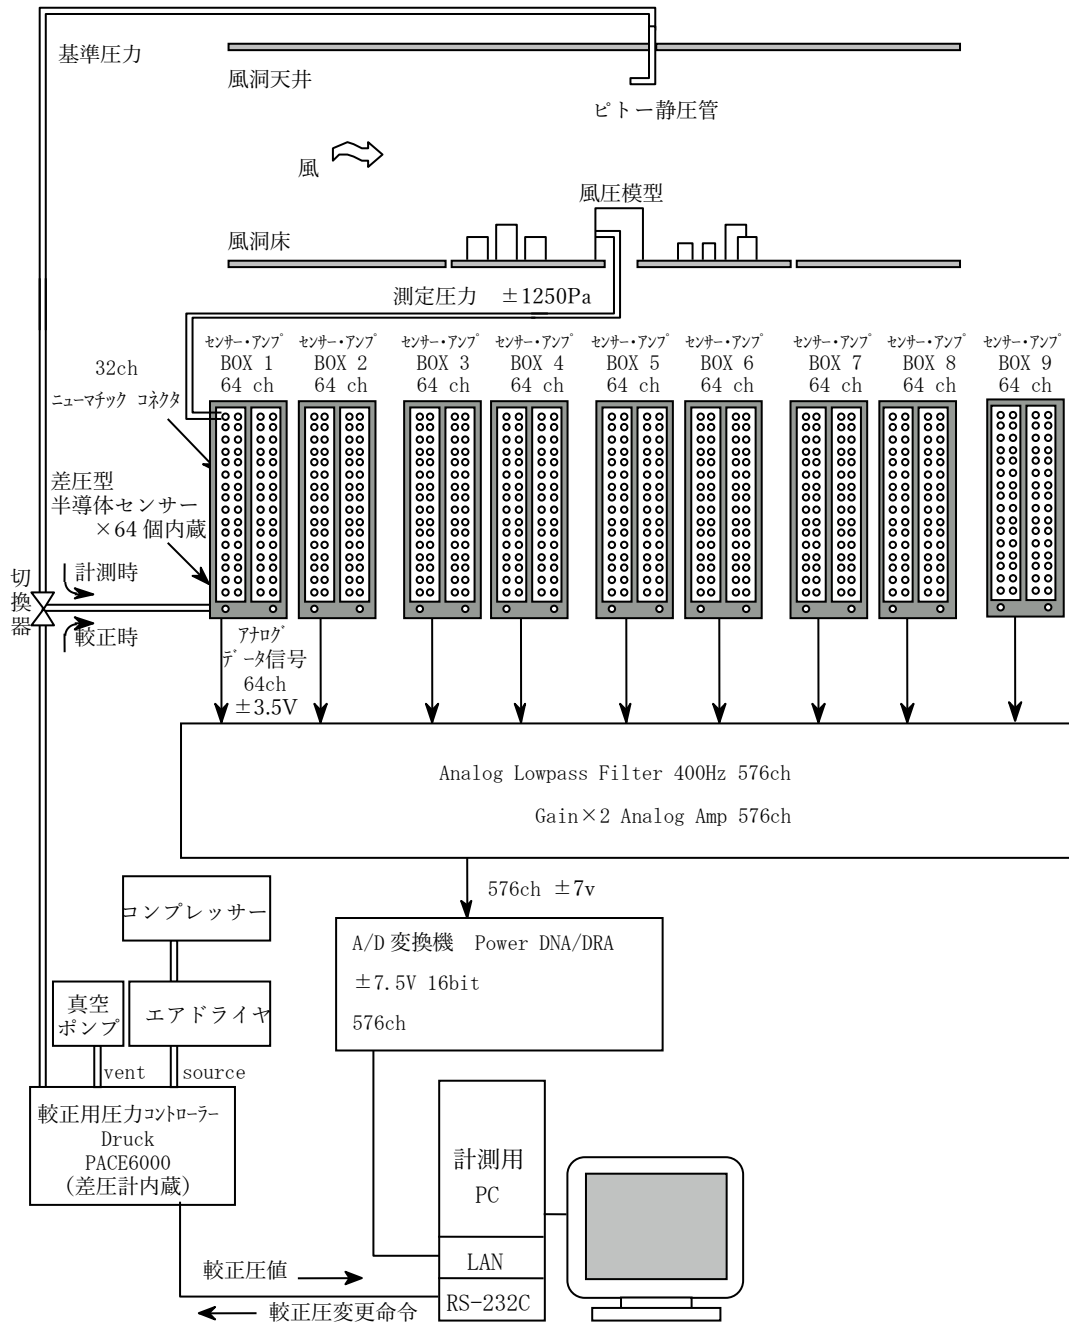 基準圧力
風洞天井
ピトー静圧管
風
風圧模型
風洞床
測定圧力　±1250Pa
センサー・アンプ
BOX 1
64 ch
センサー・アンプ
BOX 2
64 ch
センサー・アンプ
BOX 3
64 ch
センサー・アンプ
BOX 4
64 ch
センサー・アンプ
BOX 5
64 ch
センサー・アンプ
BOX 6
64 ch
センサー・アンプ
BOX 7
64 ch
センサー・アンプ
BOX 8
64 ch
センサー・アンプ
BOX 9
64 ch
32ch
ニューマチック コネクタ
差圧型
半導体センサー
×64個内蔵
切換器
計測時
較正時
アナログ
データ信号
64ch
±3.5V
Analog Lowpass Filter 400Hz 576ch
Gain×2 Analog Amp 576ch
576ch ±7v
コンプレッサー
A/D変換機　Power DNA/DRA
±7.5V 16bit
576ch
真空
ポンプ
エアドライヤ
vent
source
較正用圧力コントローラー
Druck
PACE6000
(差圧計内蔵)
計測用
PC
LAN
RS-232C
較正圧値
較正圧変更命令